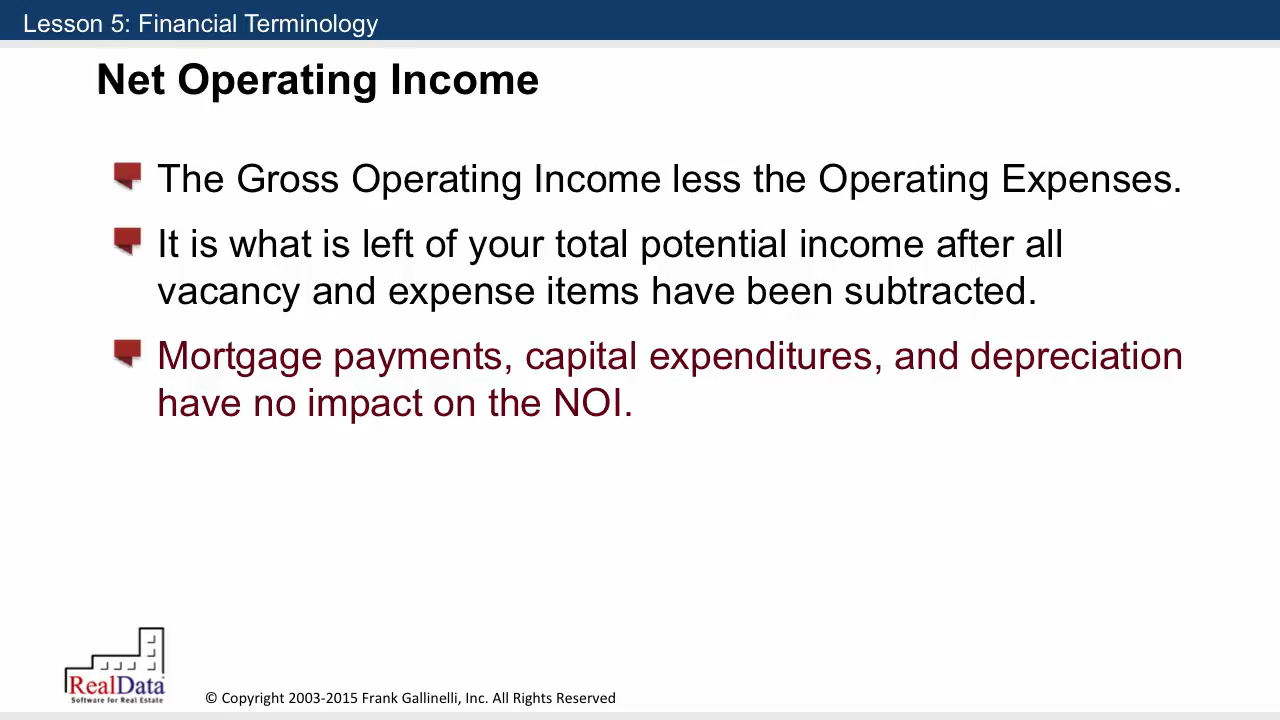 Lesson 5: Financial Terminology
Net Operating Income
The Gross Operating Income less the Operating Expenses.
It is what is left of your total potential income after all
vacancy and expense items have been subtracted.
Mortgage payments, capital expenditures, and depreciation
have no impact on the NOI.
RealData
Software for Real Estate
© Copyright 2003-2015 Frank Gallinelli, Inc. All Rights Reserved